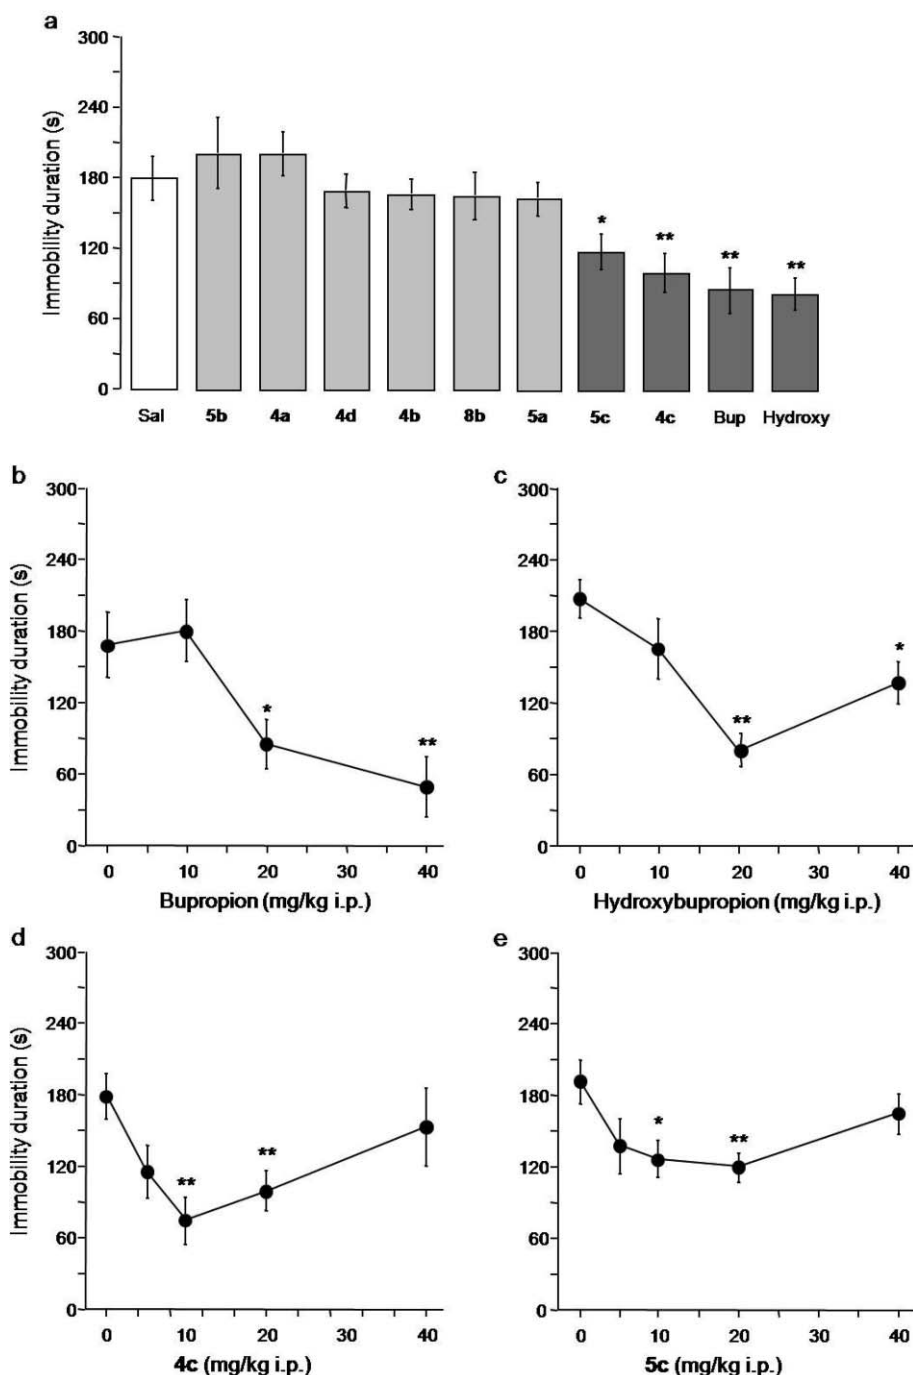 a
300
240
180
120
60
0
Immobility duration (s)
* ** ** **
Sal 5b 4a 4d 4b 8b 5a 5c 4c Bup Hydroxy
b
300
240
180
120
60
0
Immobility duration (s)
* **
0 10 20 30 40
Bupropion (mg/kg i.p.)
c
300
240
180
120
60
0
** *
0 10 20 30 40
Hydroxybupropion (mg/kg i.p.)
d
300
240
180
120
60
0
Immobility duration (s)
** **
0 10 20 30 40
4c (mg/kg i.p.)
e
300
240
180
120
60
0
* **
0 10 20 30 40
5c (mg/kg i.p.)